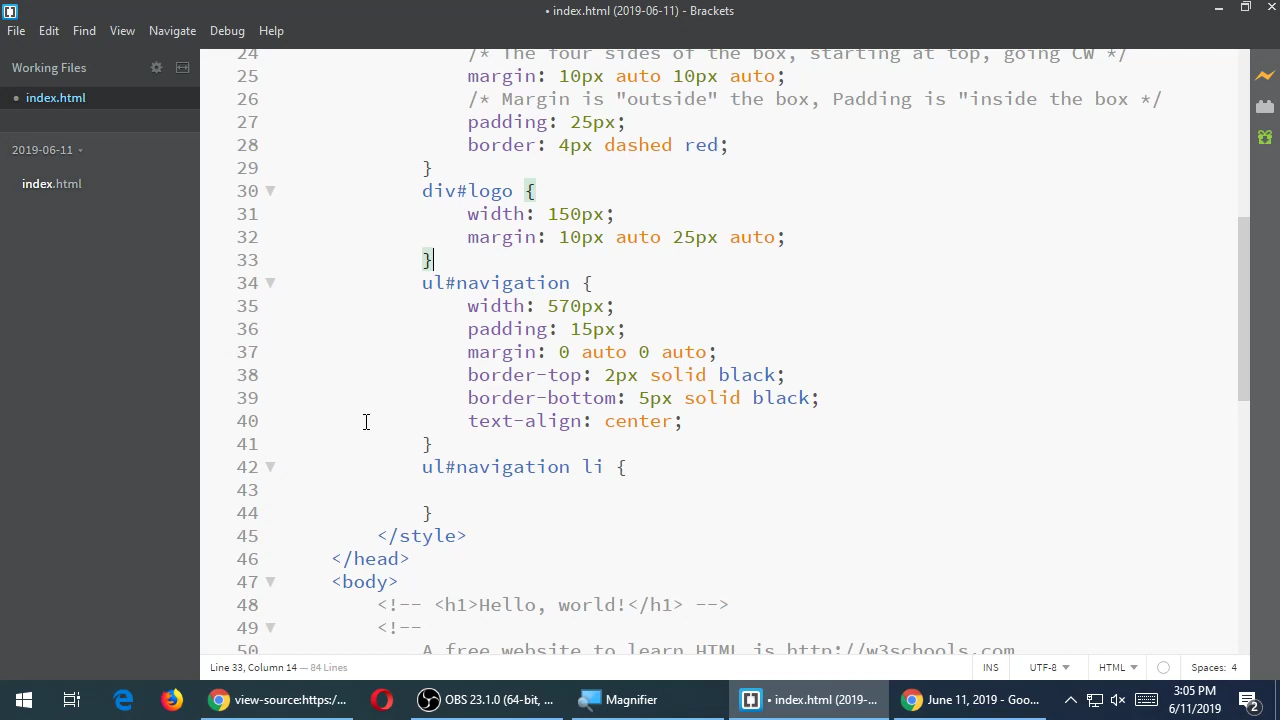 • index.html (2019-06-11) - Brackets
File Edit Find View Navigate Debug Help
Working Files
index.html
2019-06-11
index.html
24 /* The four sides of the box, starting at top, going CW */
25 margin: 10px auto 10px auto;
26 /* Margin is "outside" the box, Padding is "inside the box */
27 padding: 25px;
28 border: 4px dashed red;
29 }
30 div#logo {
31 width: 150px;
32 margin: 10px auto 25px auto;
33 }
34 ul#navigation {
35 width: 570px;
36 padding: 15px;
37 margin: 0 auto 0 auto;
38 border-top: 2px solid black;
39 border-bottom: 5px solid black;
40 text-align: center;
41 }
42 ul#navigation li {
43
44 }
45 </style>
46 </head>
47 <body>
48 <!-- <h1>Hello, world!</h1> -->
49 <!--
50 A free website to learn HTML is http://w3schools.com
Line 33, Column 14 — 84 Lines
INS UTF-8 HTML Spaces: 4
view-source:https:/... OBS 23.1.0 (64-bit, ... Magnifier • index.html (2019-... June 11, 2019 - Goo...
3:05 PM
6/11/2019
2